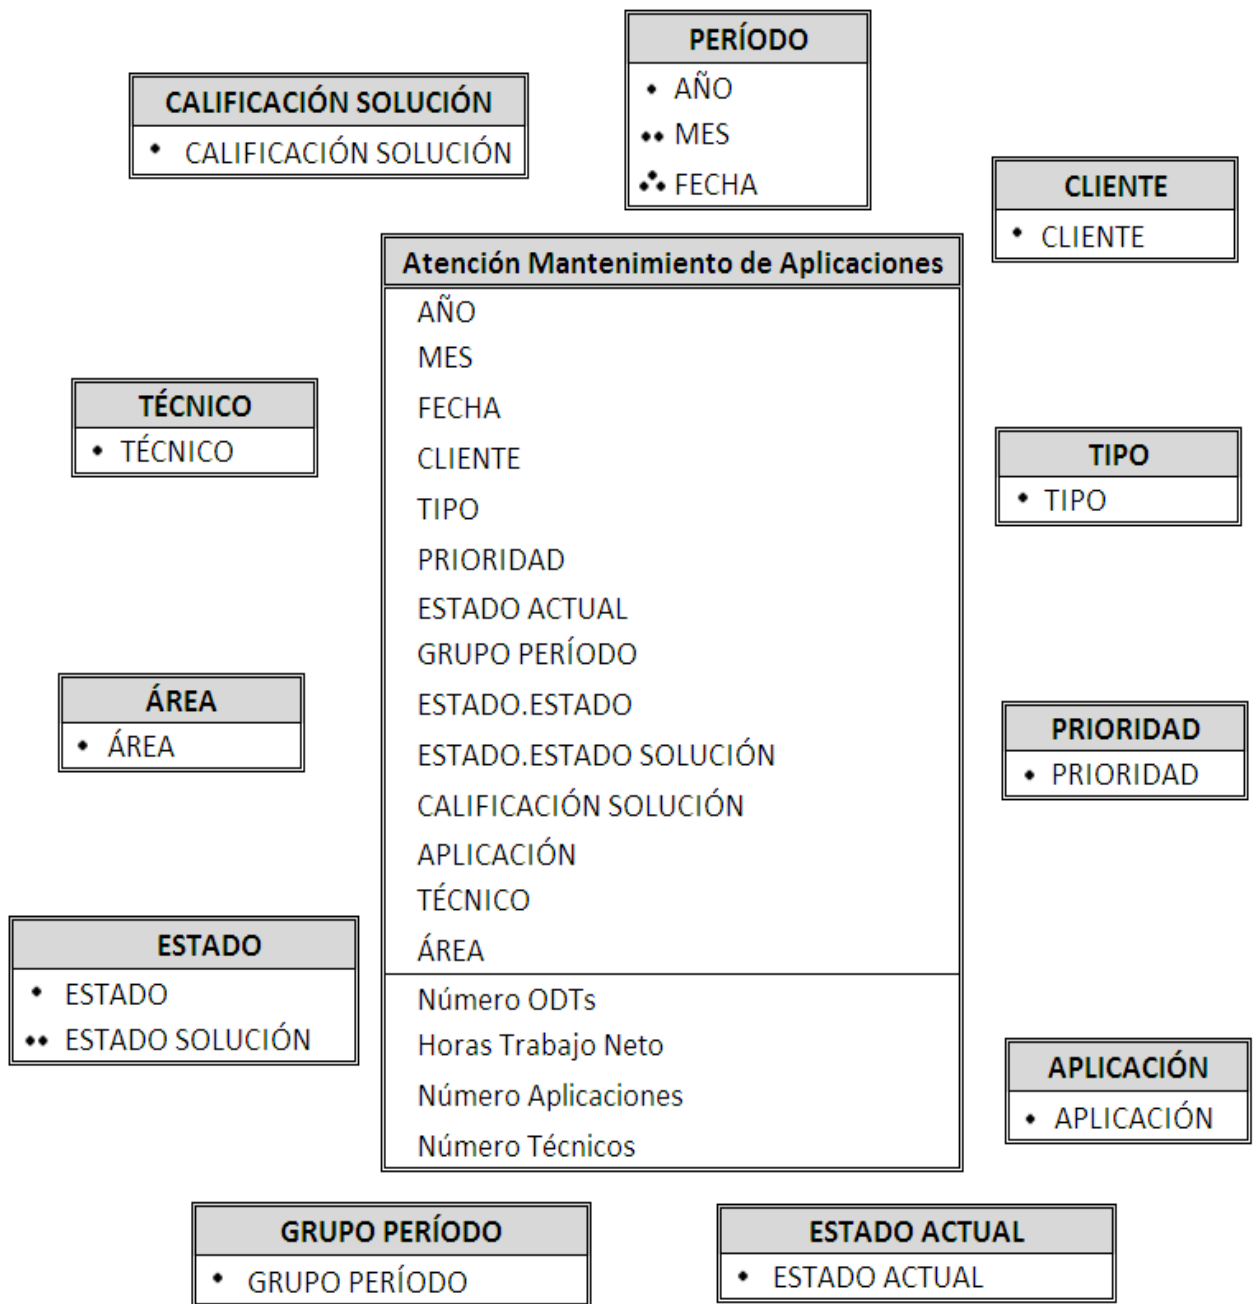 PERÍODO
• AÑO
•• MES
••• FECHA
CALIFICACIÓN SOLUCIÓN
• CALIFICACIÓN SOLUCIÓN
CLIENTE
• CLIENTE
Atención Mantenimiento de Aplicaciones
AÑO
MES
FECHA
CLIENTE
TIPO
PRIORIDAD
ESTADO ACTUAL
GRUPO PERÍODO
ESTADO.ESTADO
ESTADO.ESTADO SOLUCIÓN
CALIFICACIÓN SOLUCIÓN
APLICACIÓN
TÉCNICO
ÁREA
Número ODTs
Horas Trabajo Neto
Número Aplicaciones
Número Técnicos
TÉCNICO
• TÉCNICO
TIPO
• TIPO
ÁREA
• ÁREA
PRIORIDAD
• PRIORIDAD
ESTADO
• ESTADO
•• ESTADO SOLUCIÓN
APLICACIÓN
• APLICACIÓN
GRUPO PERÍODO
• GRUPO PERÍODO
ESTADO ACTUAL
• ESTADO ACTUAL